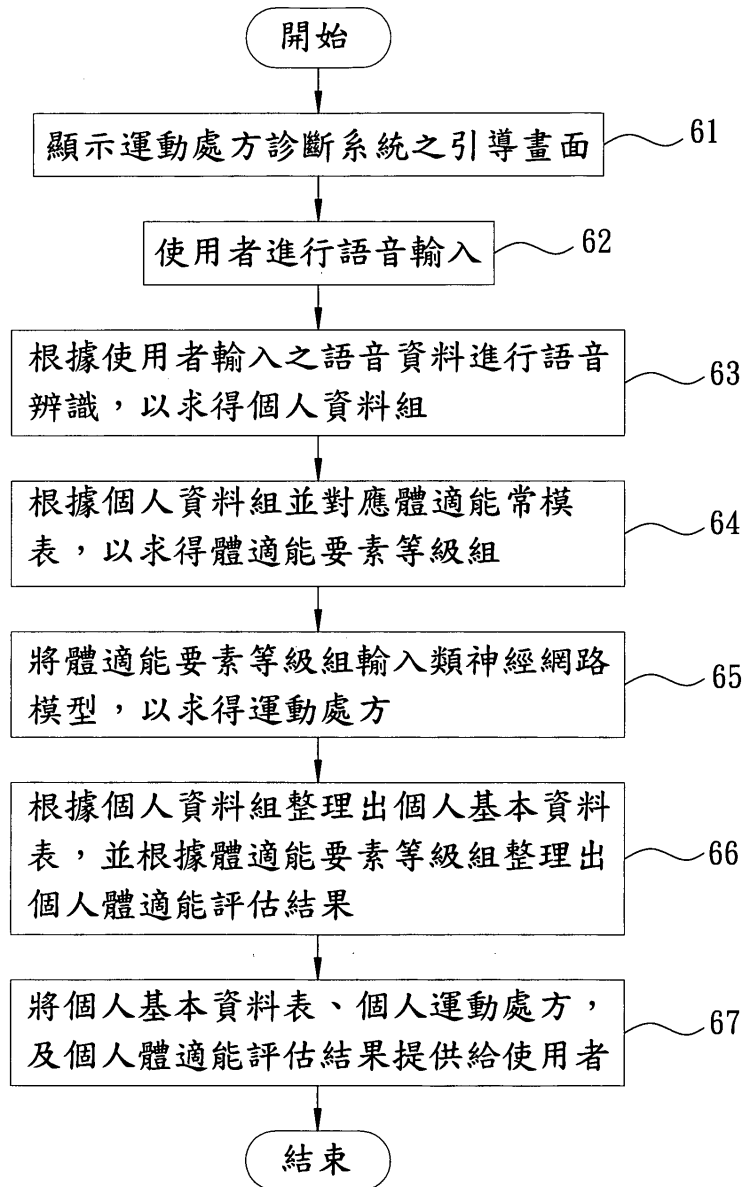 開始
顯示運動處方診斷系統之引導畫面
61
使用者進行語音輸入
62
根據使用者輸入之語音資料進行語音
辨識，以求得個人資料組
63
根據個人資料組並對應體適能常模
表，以求得體適能要素等級組
64
將體適能要素等級組輸入類神經網路
模型，以求得運動處方
65
根據個人資料組整理出個人基本資料
表，並根據體適能要素等級組整理出
個人體適能評估結果
66
將個人基本資料表、個人運動處方，
及個人體適能評估結果提供給使用者
67
結束